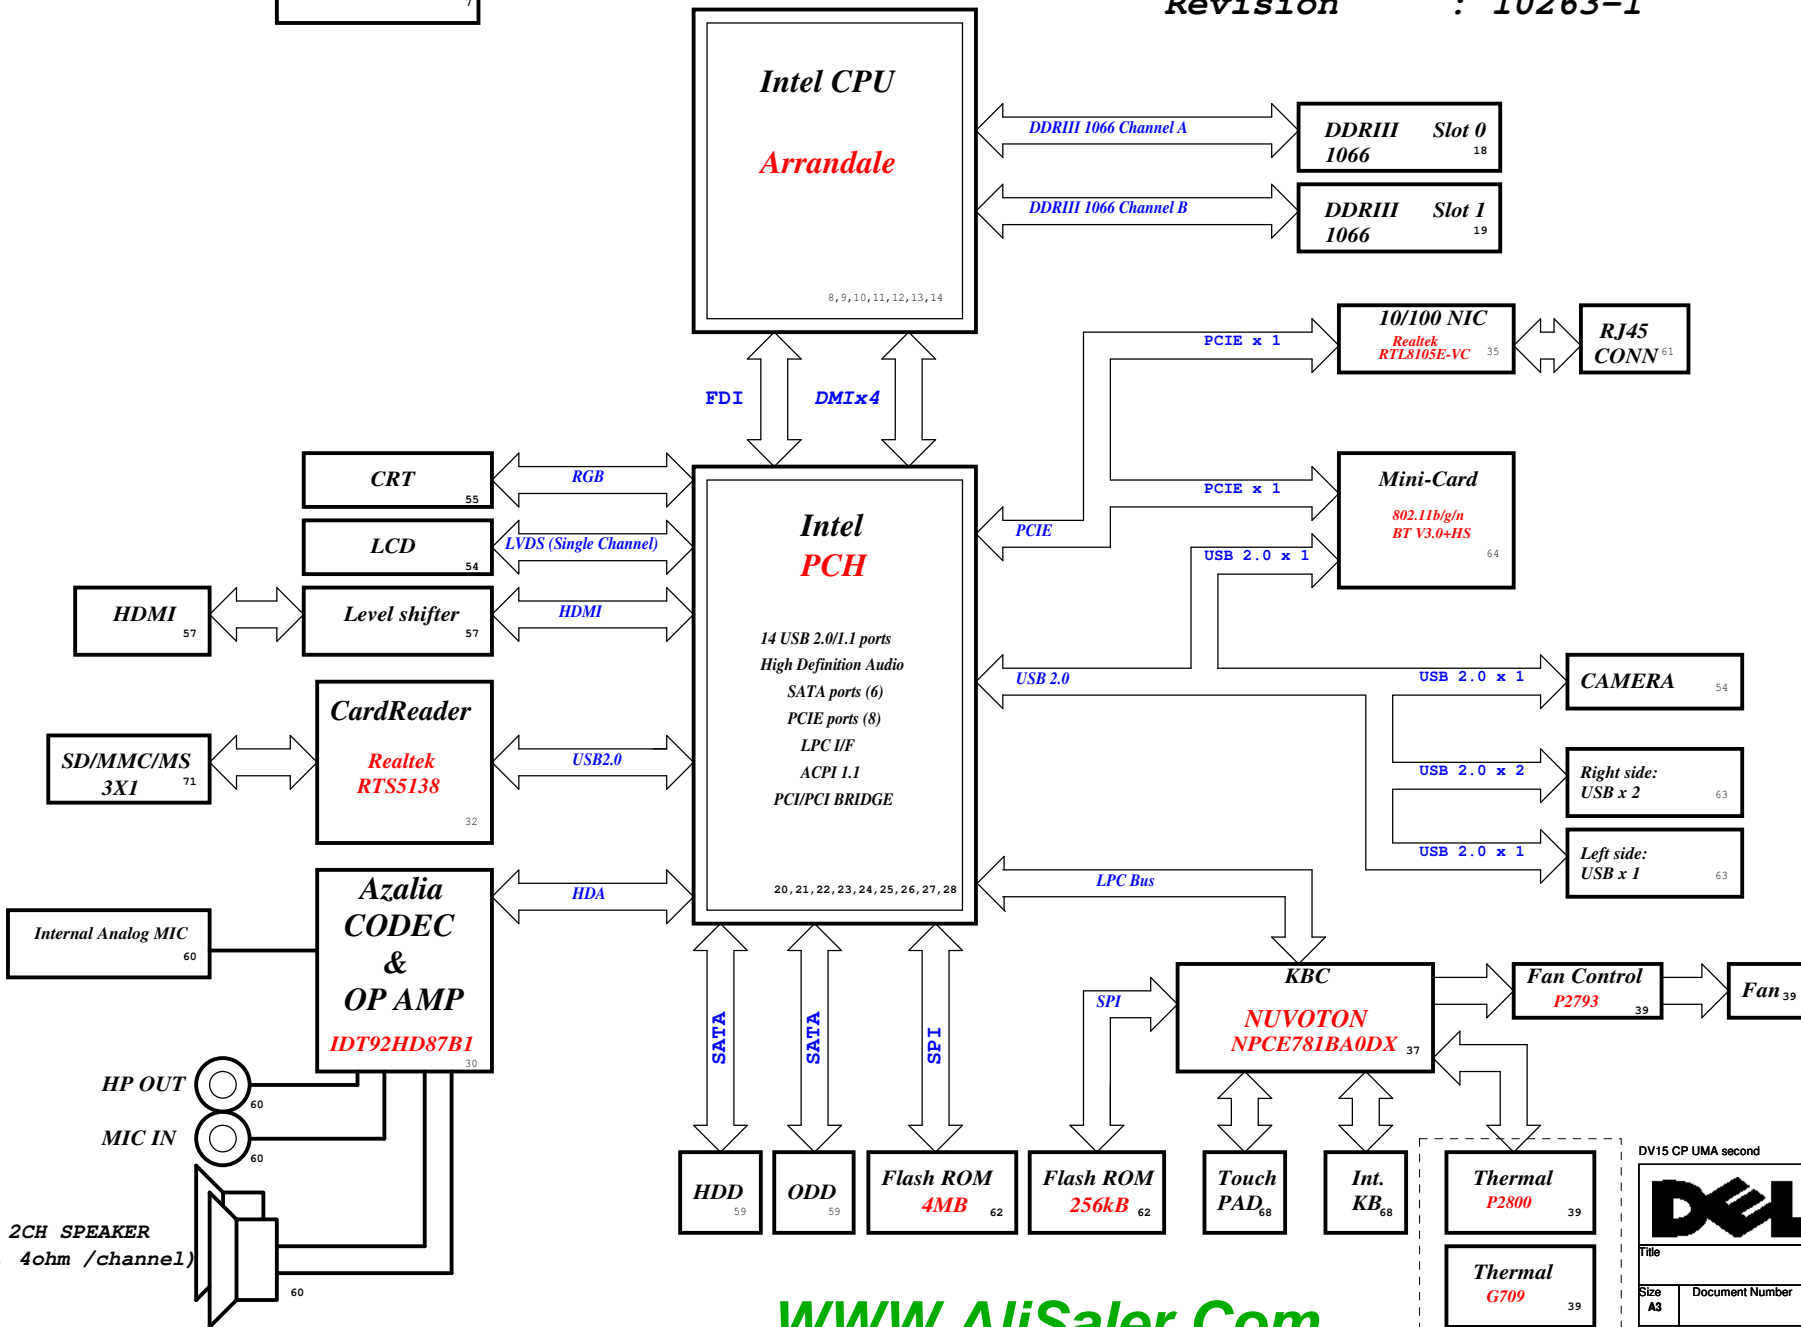 7
Revision : 10263-1
Intel CPU
Arrandale
8,9,10,11,12,13,14
DDRIII 1066 Channel A
DDRIII Slot 0
1066 18
DDRIII 1066 Channel B
DDRIII Slot 1
1066 19
FDI
DMIx4
PCIE x 1
10/100 NIC
Realtek
RTL8105E-VC 35
RJ45
CONN 61
CRT
55
RGB
LCD
54
LVDS (Single Channel)
HDMI
57
Level shifter
57
HDMI
Intel
PCH
14 USB 2.0/1.1 ports
High Definition Audio
SATA ports (6)
PCIE ports (8)
LPC I/F
ACPI 1.1
PCI/PCI BRIDGE
20,21,22,23,24,25,26,27,28
PCIE
PCIE x 1
USB 2.0 x 1
Mini-Card
802.11b/g/n
BT V3.0+HS
64
USB 2.0
USB 2.0 x 1
CAMERA 54
USB 2.0 x 2
Right side:
USB x 2 63
USB 2.0 x 1
Left side:
USB x 1 63
SD/MMC/MS
3X1 71
CardReader
Realtek
RTS5138
32
USB2.0
Internal Analog MIC
60
Azalia
CODEC
&
OP AMP
IDT92HD87B1
30
HDA
LPC Bus
HP OUT
60
MIC IN
60
2CH SPEAKER
4ohm /channel)
60
SATA
SATA
SPI
SPI
KBC
NUVOTON
NPCE781BA0DX 37
Fan Control
P2793
39
Fan 39
HDD
59
ODD
59
Flash ROM
4MB 62
Flash ROM
256kB 62
Touch
PAD 68
Int.
KB 68
Thermal
P2800
39
Thermal
G709
39
DV15 CP UMA second
DELL
Title
Size
A3
Document Number
WWW.AliSaler.Com